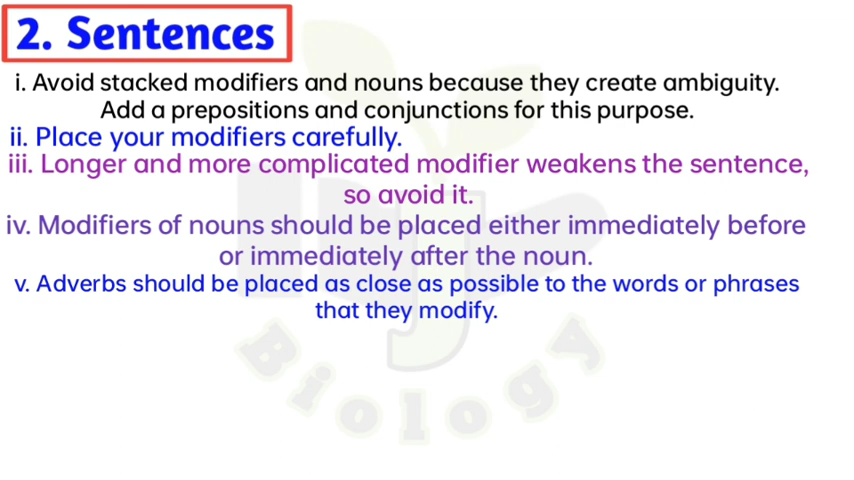 2. Sentences
i. Avoid stacked modifiers and nouns because they create ambiguity.
Add a prepositions and conjunctions for this purpose.
ii. Place your modifiers carefully.
iii. Longer and more complicated modifier weakens the sentence,
so avoid it.
iv. Modifiers of nouns should be placed either immediately before
or immediately after the noun.
v. Adverbs should be placed as close as possible to the words or phrases
that they modify.
Biology